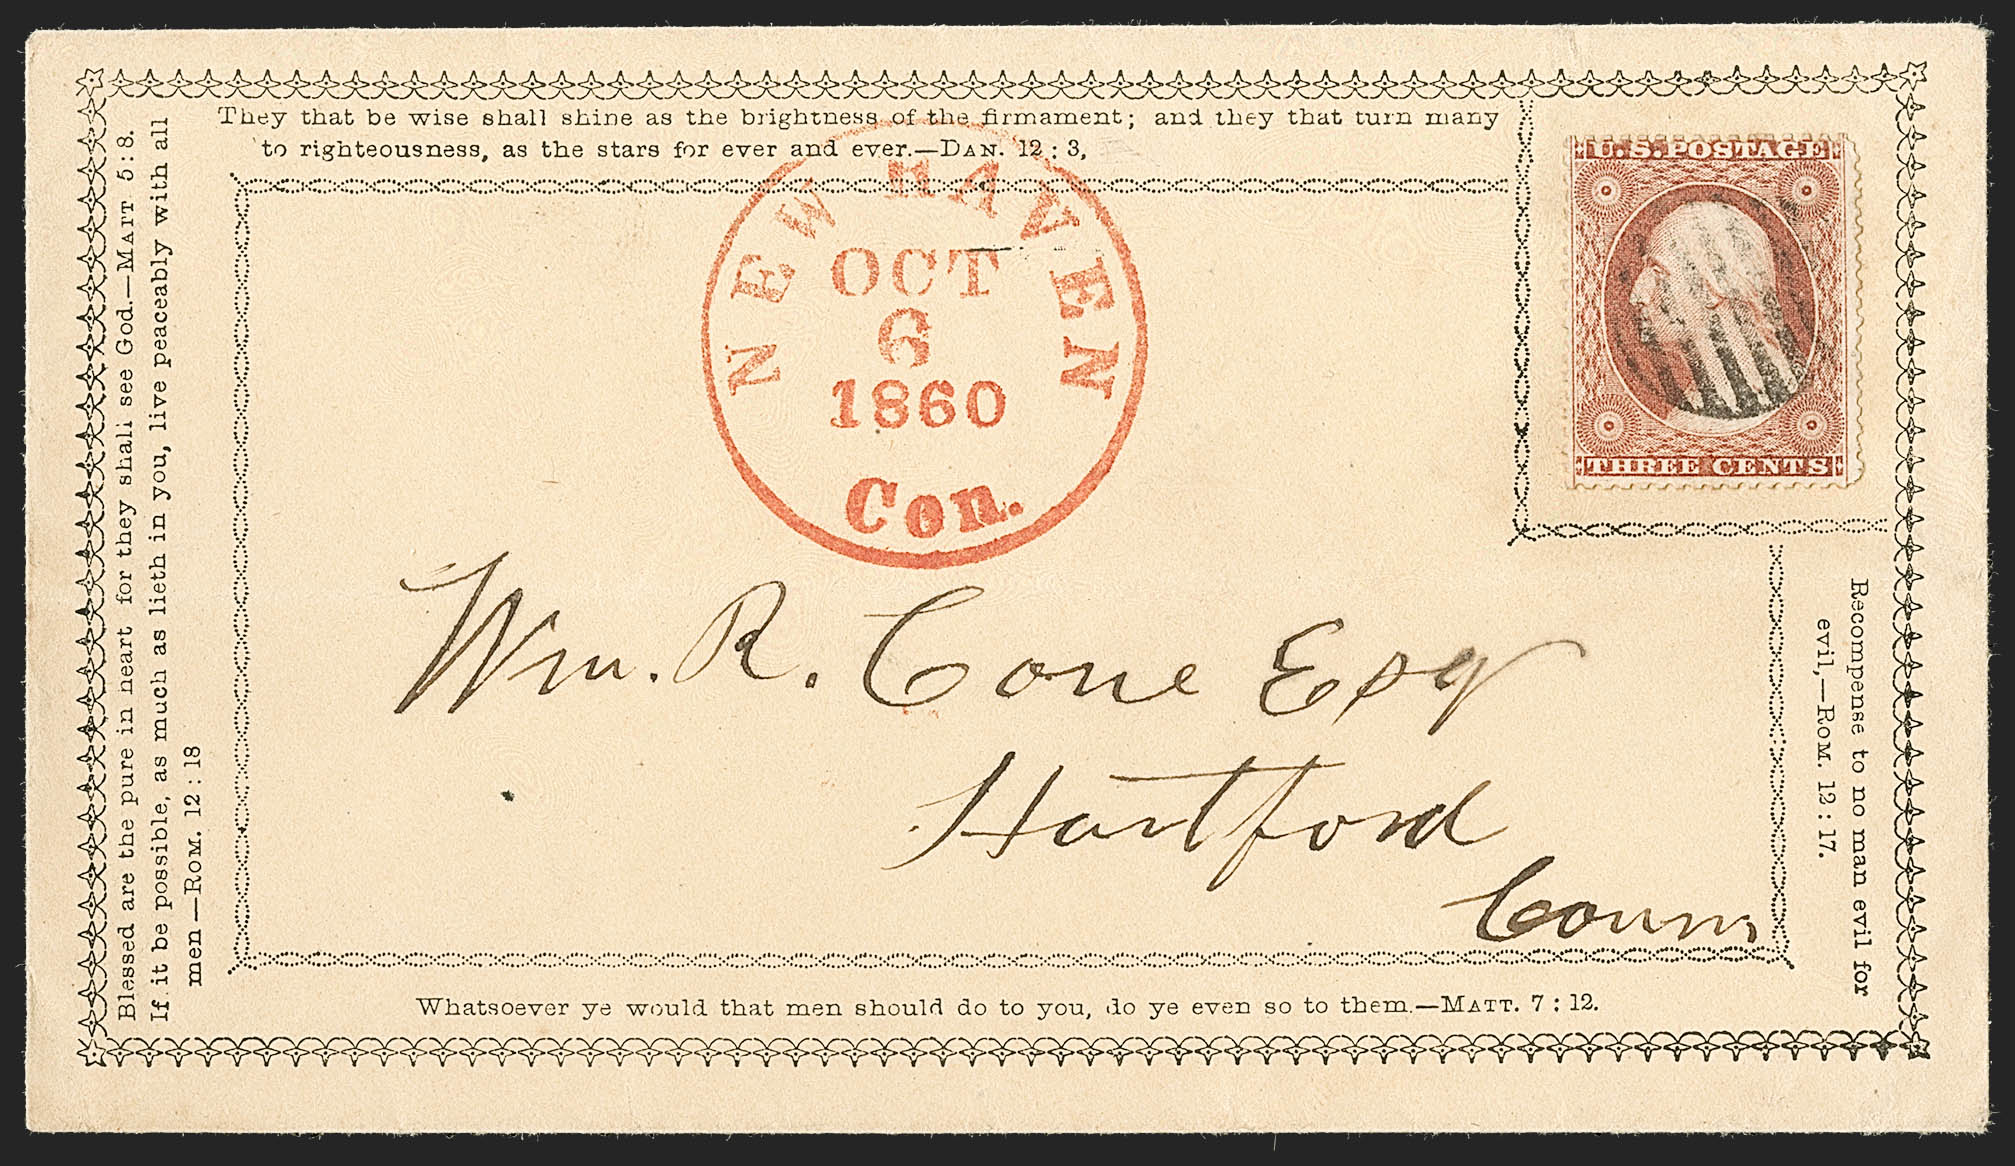 They that be wise shall shine as the brightness of the firmament; and they that turn many
to righteousness, as the stars for ever and ever.—DAN. 12 : 3,
U.S. POSTAGE
THREE CENTS
NEW HAVEN
OCT
6
1860
Con.
Wm. R. Cone Esq
Hartford
Conn
Blessed are the pure in heart for they shall see God.—MATT 5 : 8.
If it be possible, as much as lieth in you, live peaceably with all
men—ROM. 12 : 18
Recompense to no man evil for
evil,—ROM. 12 : 17.
Whatsoever ye would that men should do to you, do ye even so to them.—MATT. 7 : 12.